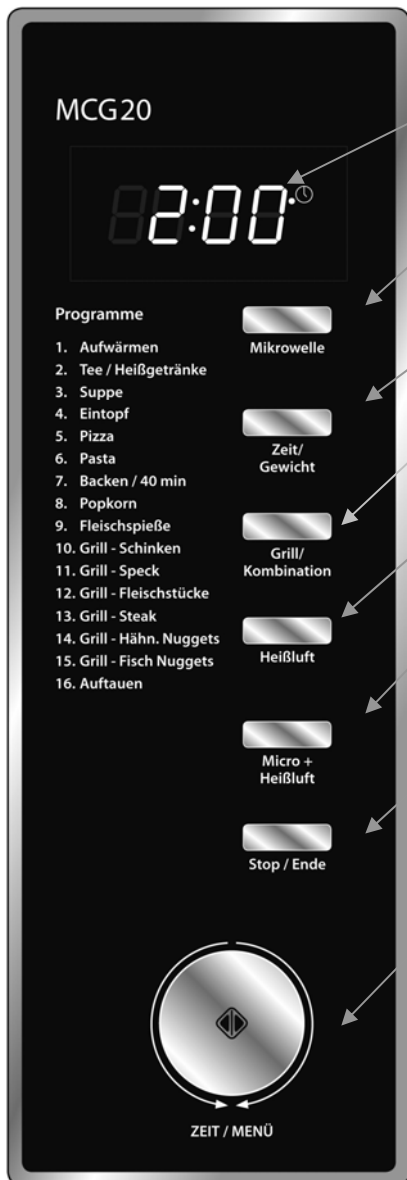 MCG20
2:00
Programme
1. Aufwärmen
2. Tee / Heißgetränke
3. Suppe
4. Eintopf
5. Pizza
6. Pasta
7. Backen / 40 min
8. Popkorn
9. Fleischspieße
10. Grill - Schinken
11. Grill - Speck
12. Grill - Fleischstücke
13. Grill - Steak
14. Grill - Hähn. Nuggets
15. Grill - Fisch Nuggets
16. Auftauen
Mikrowelle
Zeit/
Gewicht
Grill/
Kombination
Heißluft
Micro +
Heißluft
Stop / Ende
ZEIT / MENÜ